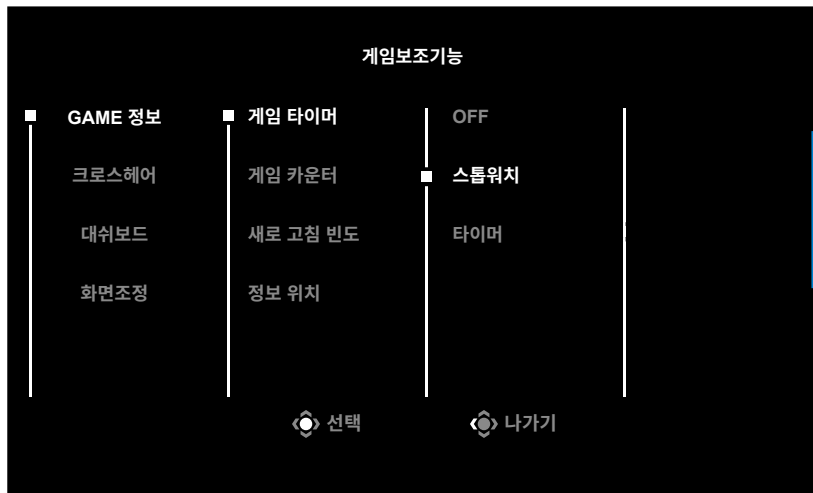 게임보조기능
GAME 정보 게임 타이머 OFF
크로스헤어 게임 카운터 스톱워치
대쉬보드 새로 고침 빈도 타이머
화면조정 정보 위치
선택 나가기